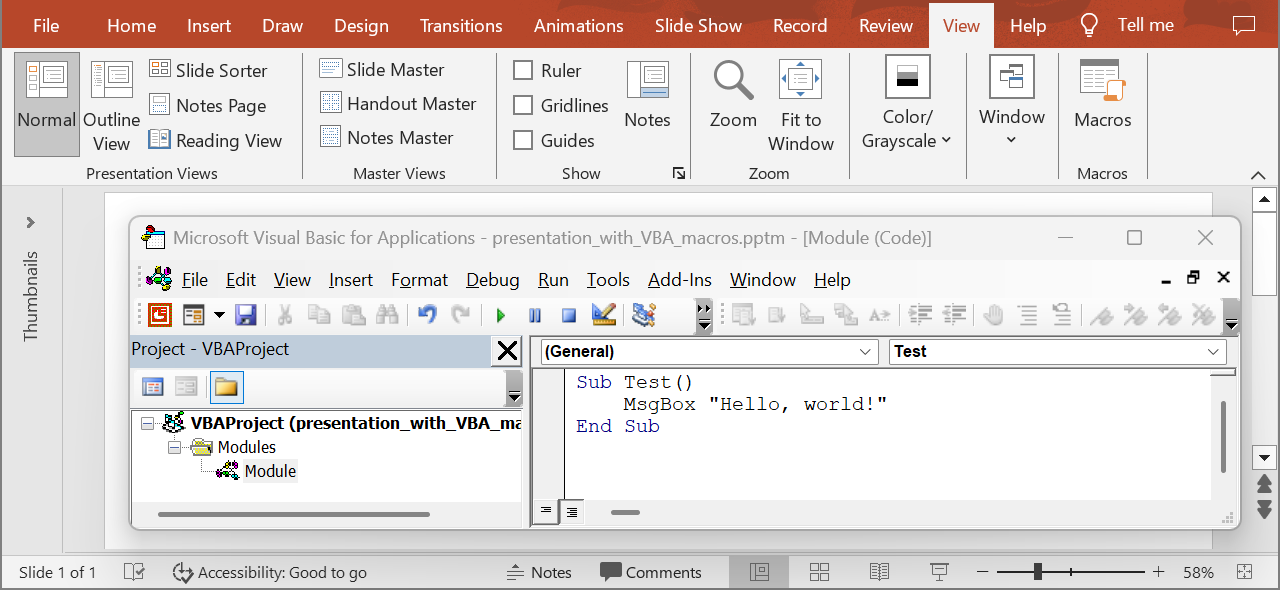 File Home Insert Draw Design Transitions Animations Slide Show Record Review View Help Tell me
Normal
Outline View
Slide Sorter
Notes Page
Reading View
Presentation Views
Slide Master
Handout Master
Notes Master
Master Views
Ruler
Gridlines
Guides
Notes
Show
Zoom
Fit to Window
Zoom
Color/ Grayscale
Window
Macros
Macros
Thumbnails
Microsoft Visual Basic for Applications - presentation_with_VBA_macros.pptm - [Module (Code)]
File Edit View Insert Format Debug Run Tools Add-Ins Window Help
Project - VBAProject
VBAProject (presentation_with_VBA_ma
Modules
Module
(General) Test
Sub Test()
    MsgBox "Hello, world!"
End Sub
Slide 1 of 1 Accessibility: Good to go Notes Comments 58%